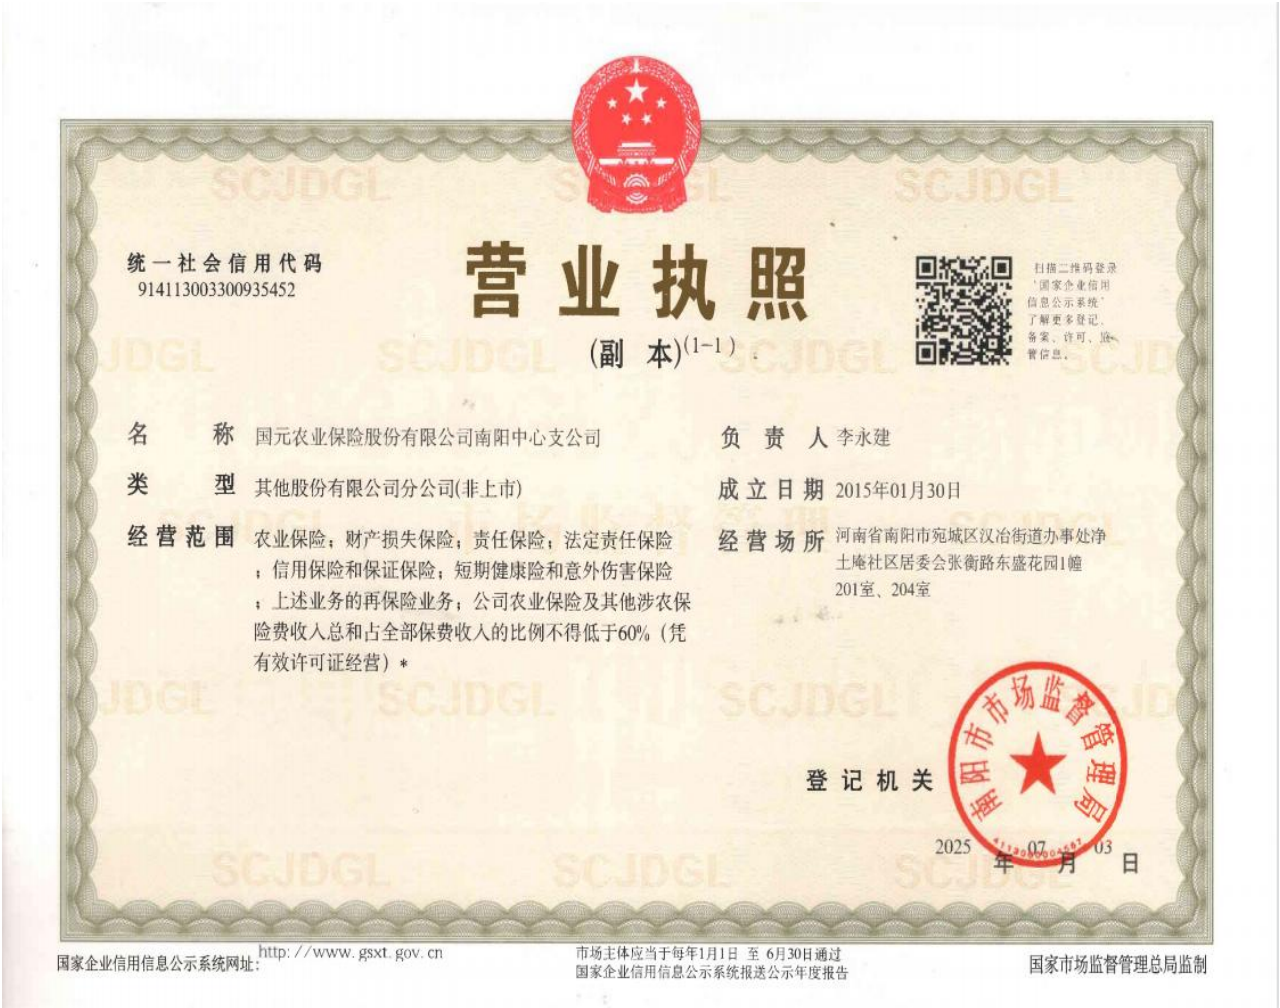 统一社会信用代码
914113003300935452
营业执照
(副 本)(1-1)
扫描二维码登录
‘国家企业信用
信息公示系统’
了解更多登记、
备案、许可、监
管信息。
名 称 国元农业保险股份有限公司南阳中心支公司
类 型 其他股份有限公司分公司(非上市)
经营范围 农业保险；财产损失保险；责任保险；法定责任保险
；信用保险和保证保险；短期健康险和意外伤害保险
；上述业务的再保险业务；公司农业保险及其他涉农保
险费收入总和占全部保费收入的比例不得低于60%（凭
有效许可证经营）*
负 责 人 李永建
成立日期 2015年01月30日
经营场所 河南省南阳市宛城区汉冶街道办事处净
土庵社区居委会张衡路东盛花园1幢
201室、204室
登记机关
南阳市市场监督管理局
2025 年 07 月 03 日
国家企业信用信息公示系统网址: http://www.gsxt.gov.cn
市场主体应当于每年1月1日 至 6月30日通过
国家企业信用信息公示系统报送公示年度报告
国家市场监督管理总局监制
SCJDGL